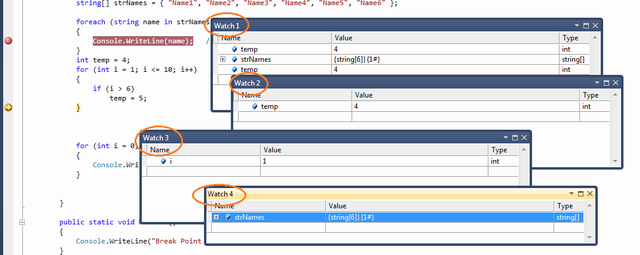 string[] strNames = { "Name1", "Name2", "Name3", "Name4", "Name5", "Name6" };
foreach (string name in strNames
{
Console.WriteLine(name); /
}
int temp = 4;
for (int i = 1; i <= 10; i++)
{
if (i > 6)
temp = 5;
}
for (int i = 0;
{
Console.Wr
}
}
public static void
{
Console.WriteLine("Break Point
}
Watch 1
Name Value Type
temp 4 int
strNames {string[6]} {1#} string[]
temp 4 int
Watch 2
Name Value Type
temp 4 int
Watch 3
Name Value Type
i 1 int
Watch 4
Name Value Type
strNames {string[6]} {1#} string[]